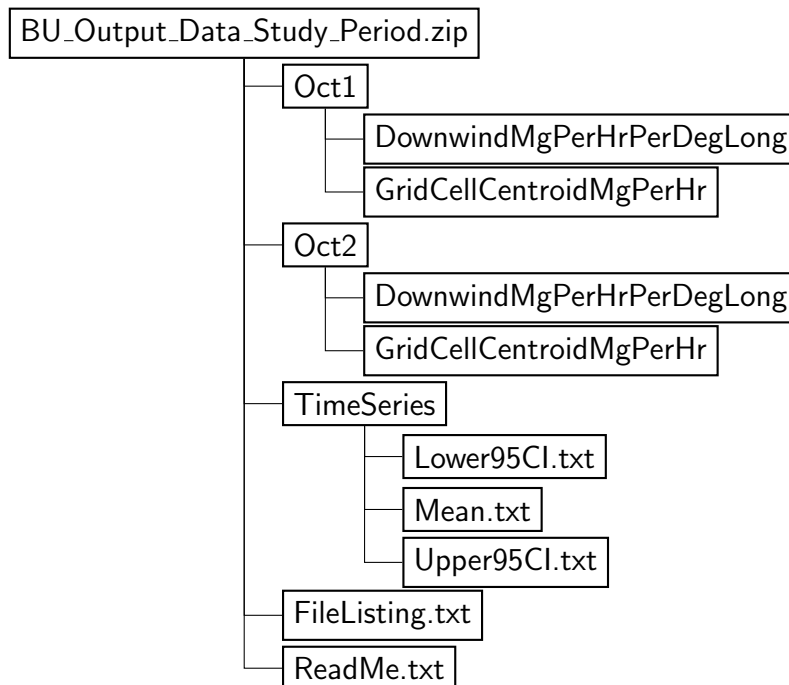 BU_Output_Data_Study_Period.zip
Oct1
DownwindMgPerHrPerDegLong
GridCellCentroidMgPerHr
Oct2
DownwindMgPerHrPerDegLong
GridCellCentroidMgPerHr
TimeSeries
Lower95CI.txt
Mean.txt
Upper95CI.txt
FileListing.txt
ReadMe.txt